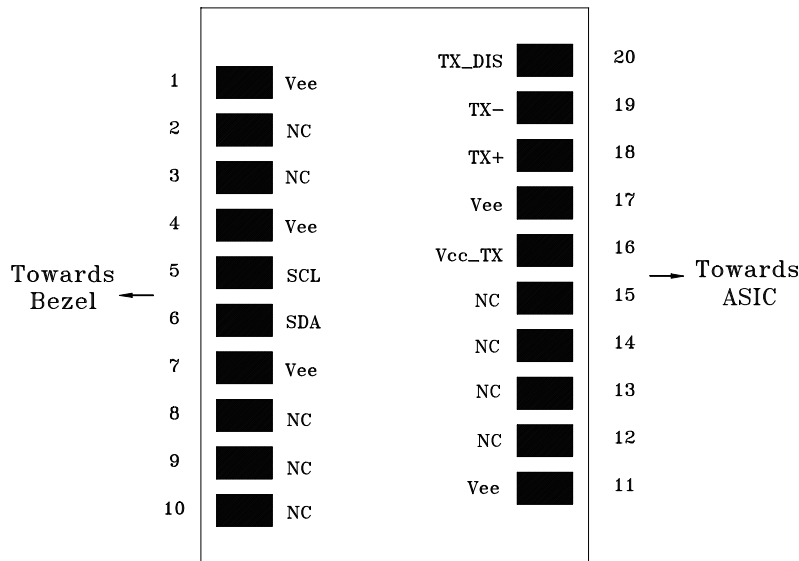 1 Vee
2 NC
3 NC
4 Vee
5 SCL
6 SDA
7 Vee
8 NC
9 NC
10 NC
Towards
Bezel
TX_DIS 20
TX- 19
TX+ 18
Vee 17
Vcc_TX 16
NC 15
NC 14
NC 13
NC 12
Vee 11
Towards
ASIC